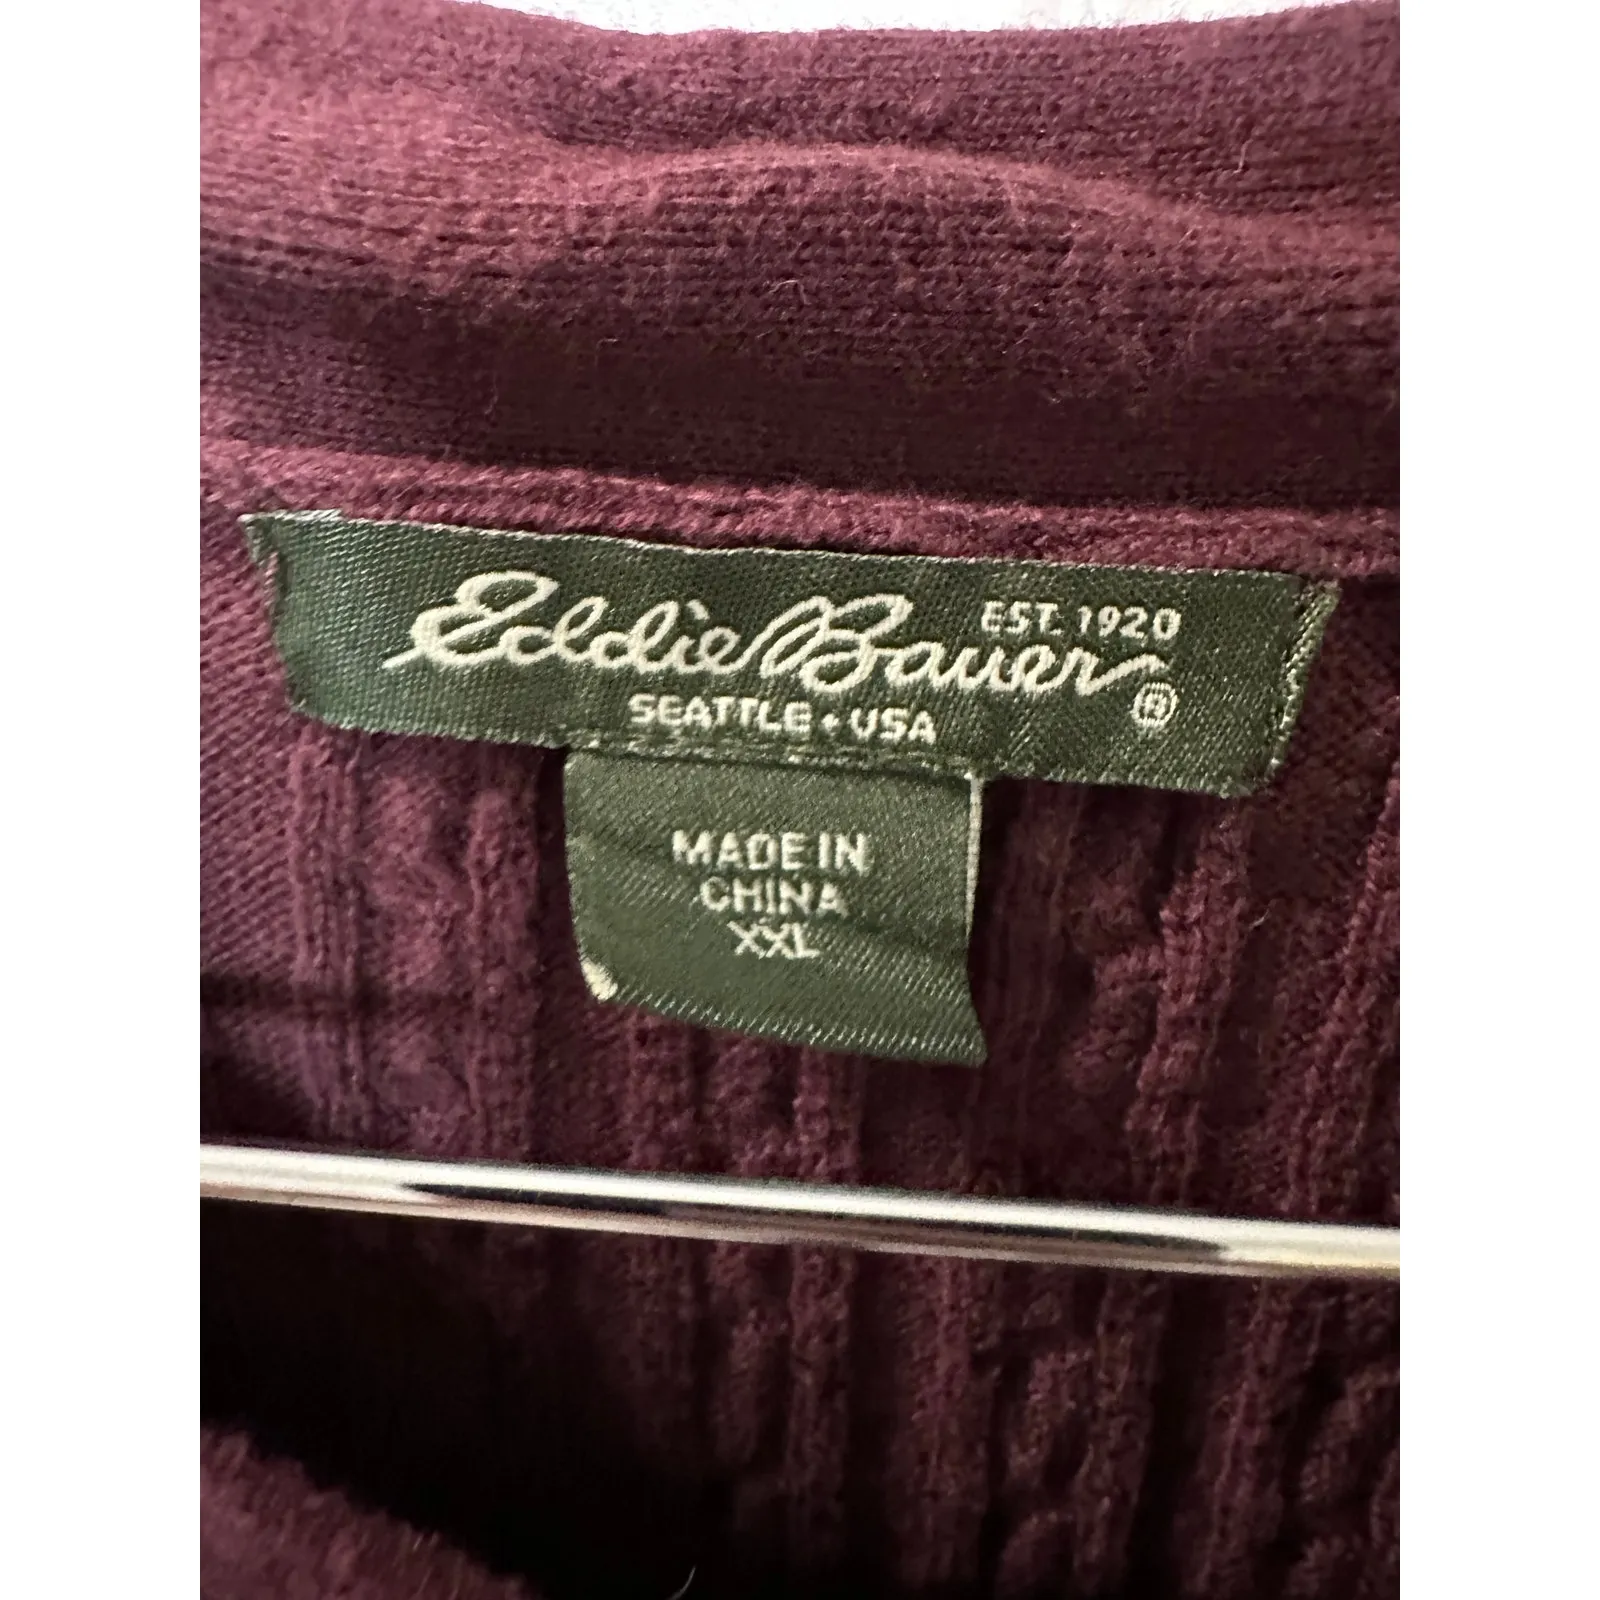 Eddie Bauer EST. 1920 ®
SEATTLE • USA
MADE IN
CHINA
XXL